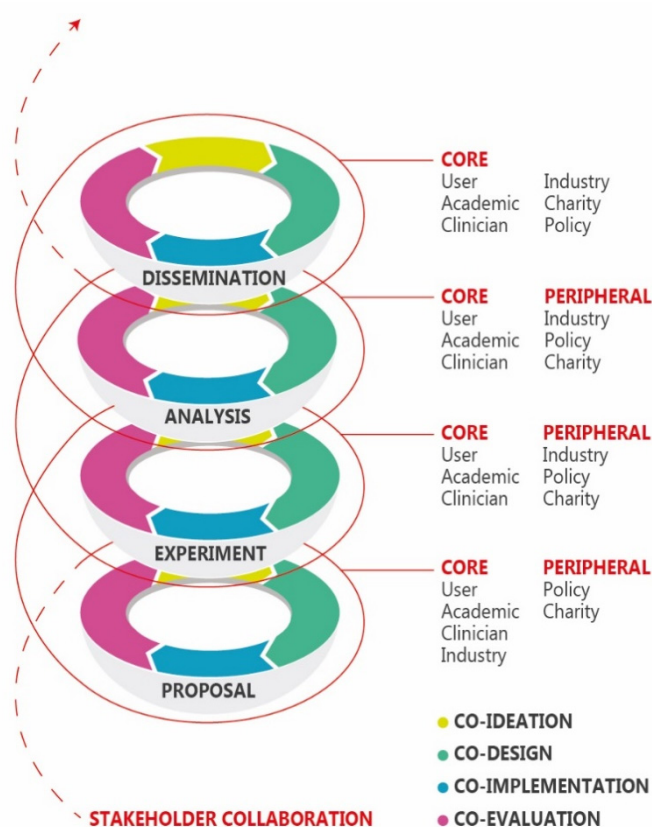 CORE
User Industry
Academic Charity
Clinician Policy
DISSEMINATION
CORE PERIPHERAL
User Industry
Academic Policy
Clinician Charity
ANALYSIS
CORE PERIPHERAL
User Industry
Academic Policy
Clinician Charity
EXPERIMENT
CORE PERIPHERAL
User Policy
Academic Charity
Clinician
Industry
PROPOSAL
CO-IDEATION
CO-DESIGN
CO-IMPLEMENTATION
CO-EVALUATION
STAKEHOLDER COLLABORATION